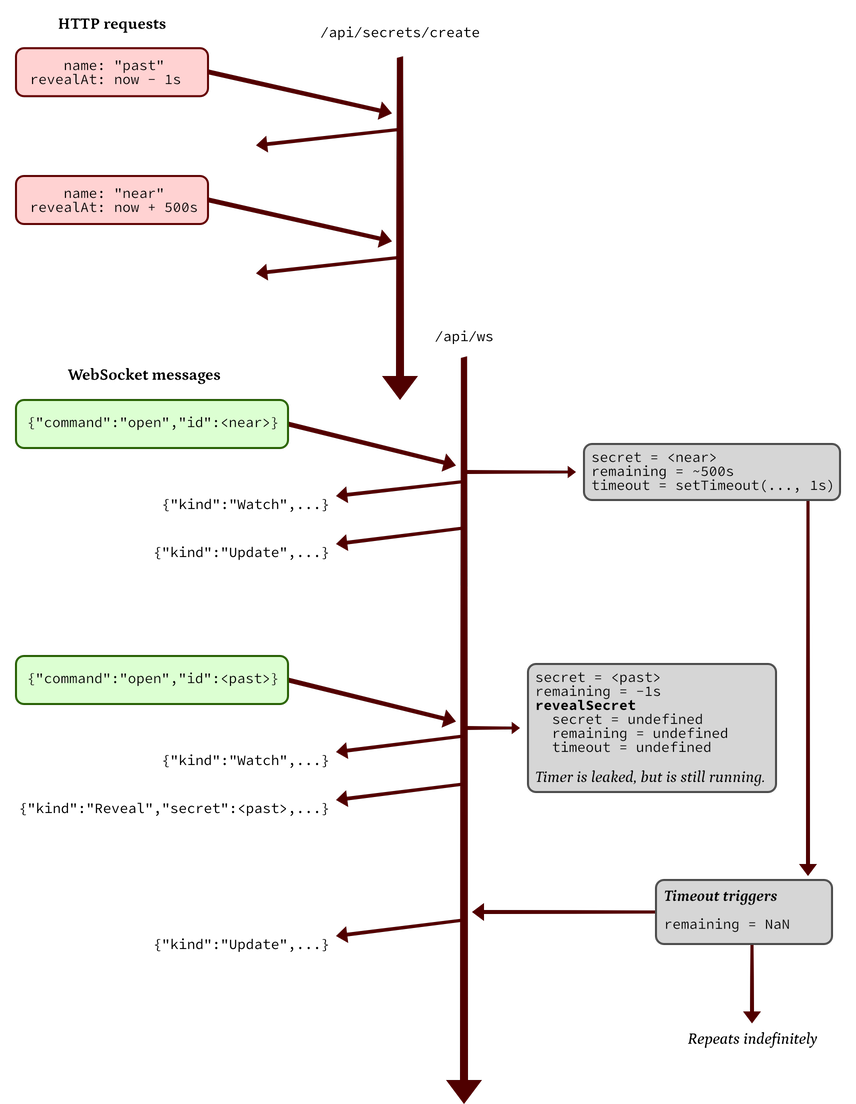 HTTP requests
/api/secrets/create
name: "past"
revealAt: now - 1s
name: "near"
revealAt: now + 500s
/api/ws
WebSocket messages
{"command":"open","id":<near>}
secret = <near>
remaining = ~500s
timeout = setTimeout(..., 1s)
{"kind":"Watch",...}
{"kind":"Update",...}
{"command":"open","id":<past>}
secret = <past>
remaining = -1s
revealSecret
secret = undefined
remaining = undefined
timeout = undefined
Timer is leaked, but is still running.
{"kind":"Watch",...}
{"kind":"Reveal","secret":<past>,...}
Timeout triggers
remaining = NaN
{"kind":"Update",...}
Repeats indefinitely